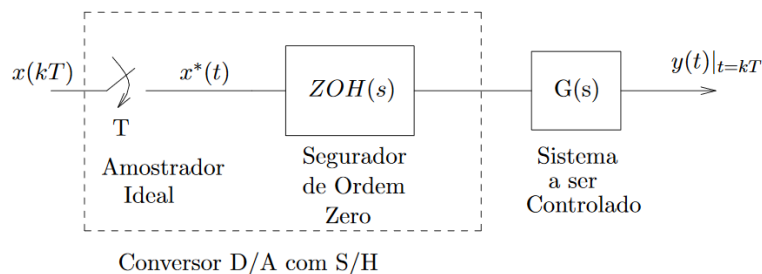 x(kT)
x*(t)
ZOH(s)
G(s)
y(t)|t=kT
T
Amostrador
Ideal
Segurador
de Ordem
Zero
Sistema
a ser
Controlado
Conversor D/A com S/H